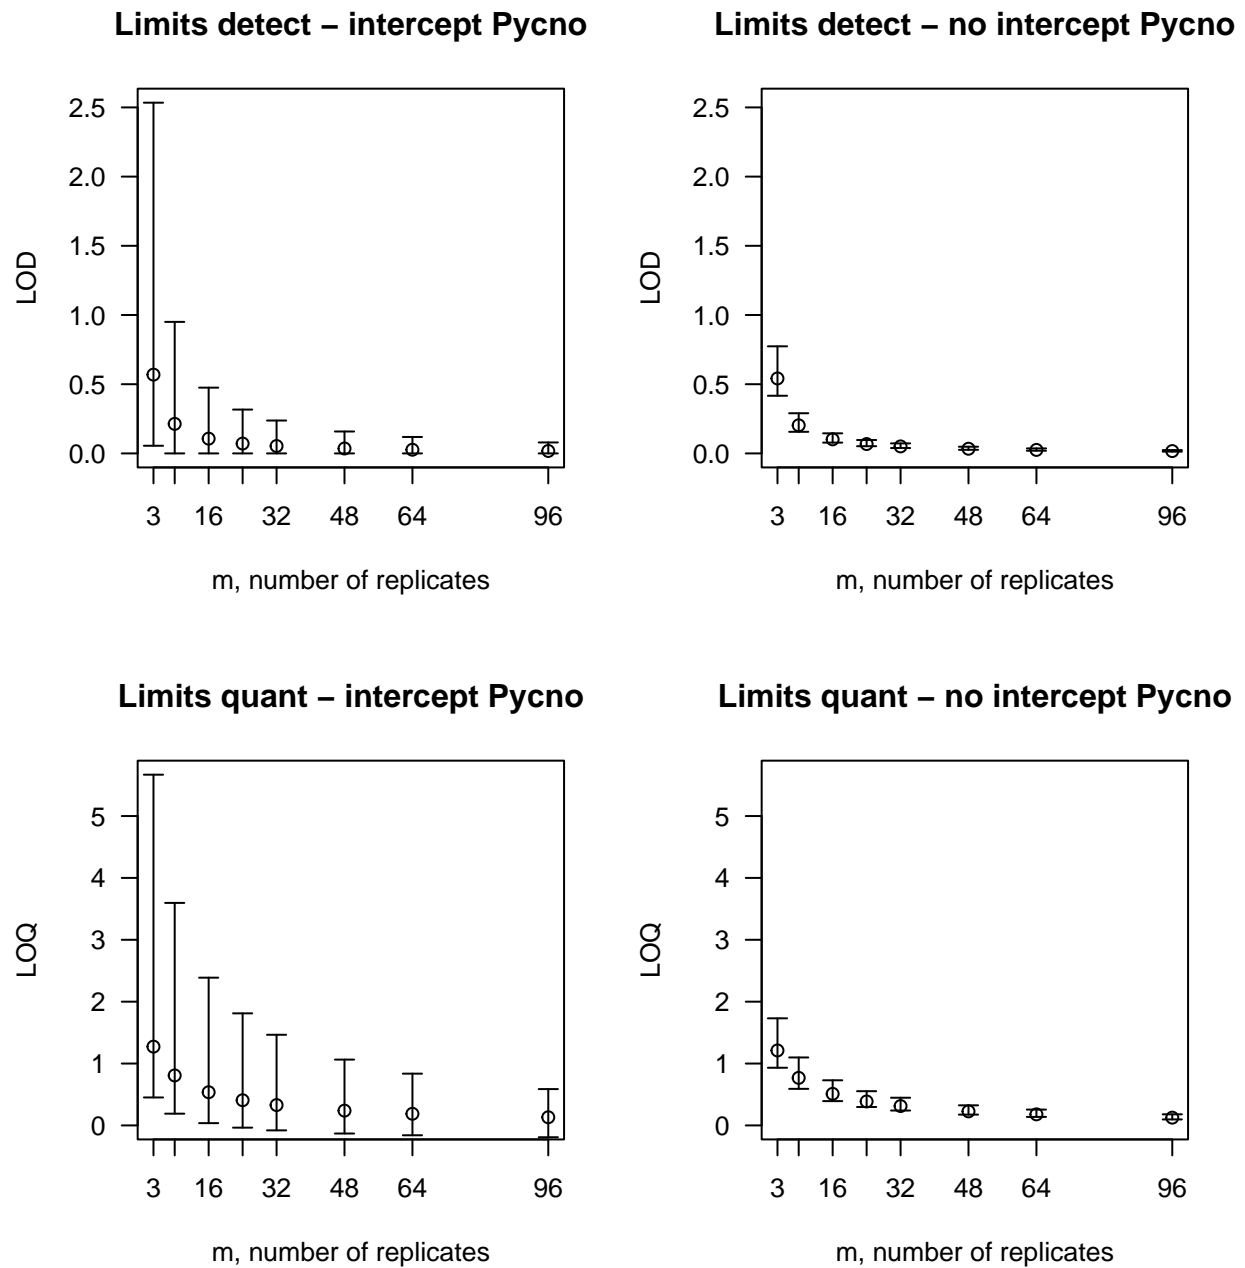 Limits detect – intercept Pycno
2.5
2.0
1.5
1.0
0.5
0.0
LOD
3 16 32 48 64 96
m, number of replicates
Limits detect – no intercept Pycno
2.5
2.0
1.5
1.0
0.5
0.0
LOD
3 16 32 48 64 96
m, number of replicates
Limits quant – intercept Pycno
5
4
3
2
1
0
LOQ
3 16 32 48 64 96
m, number of replicates
Limits quant – no intercept Pycno
5
4
3
2
1
0
LOQ
3 16 32 48 64 96
m, number of replicates